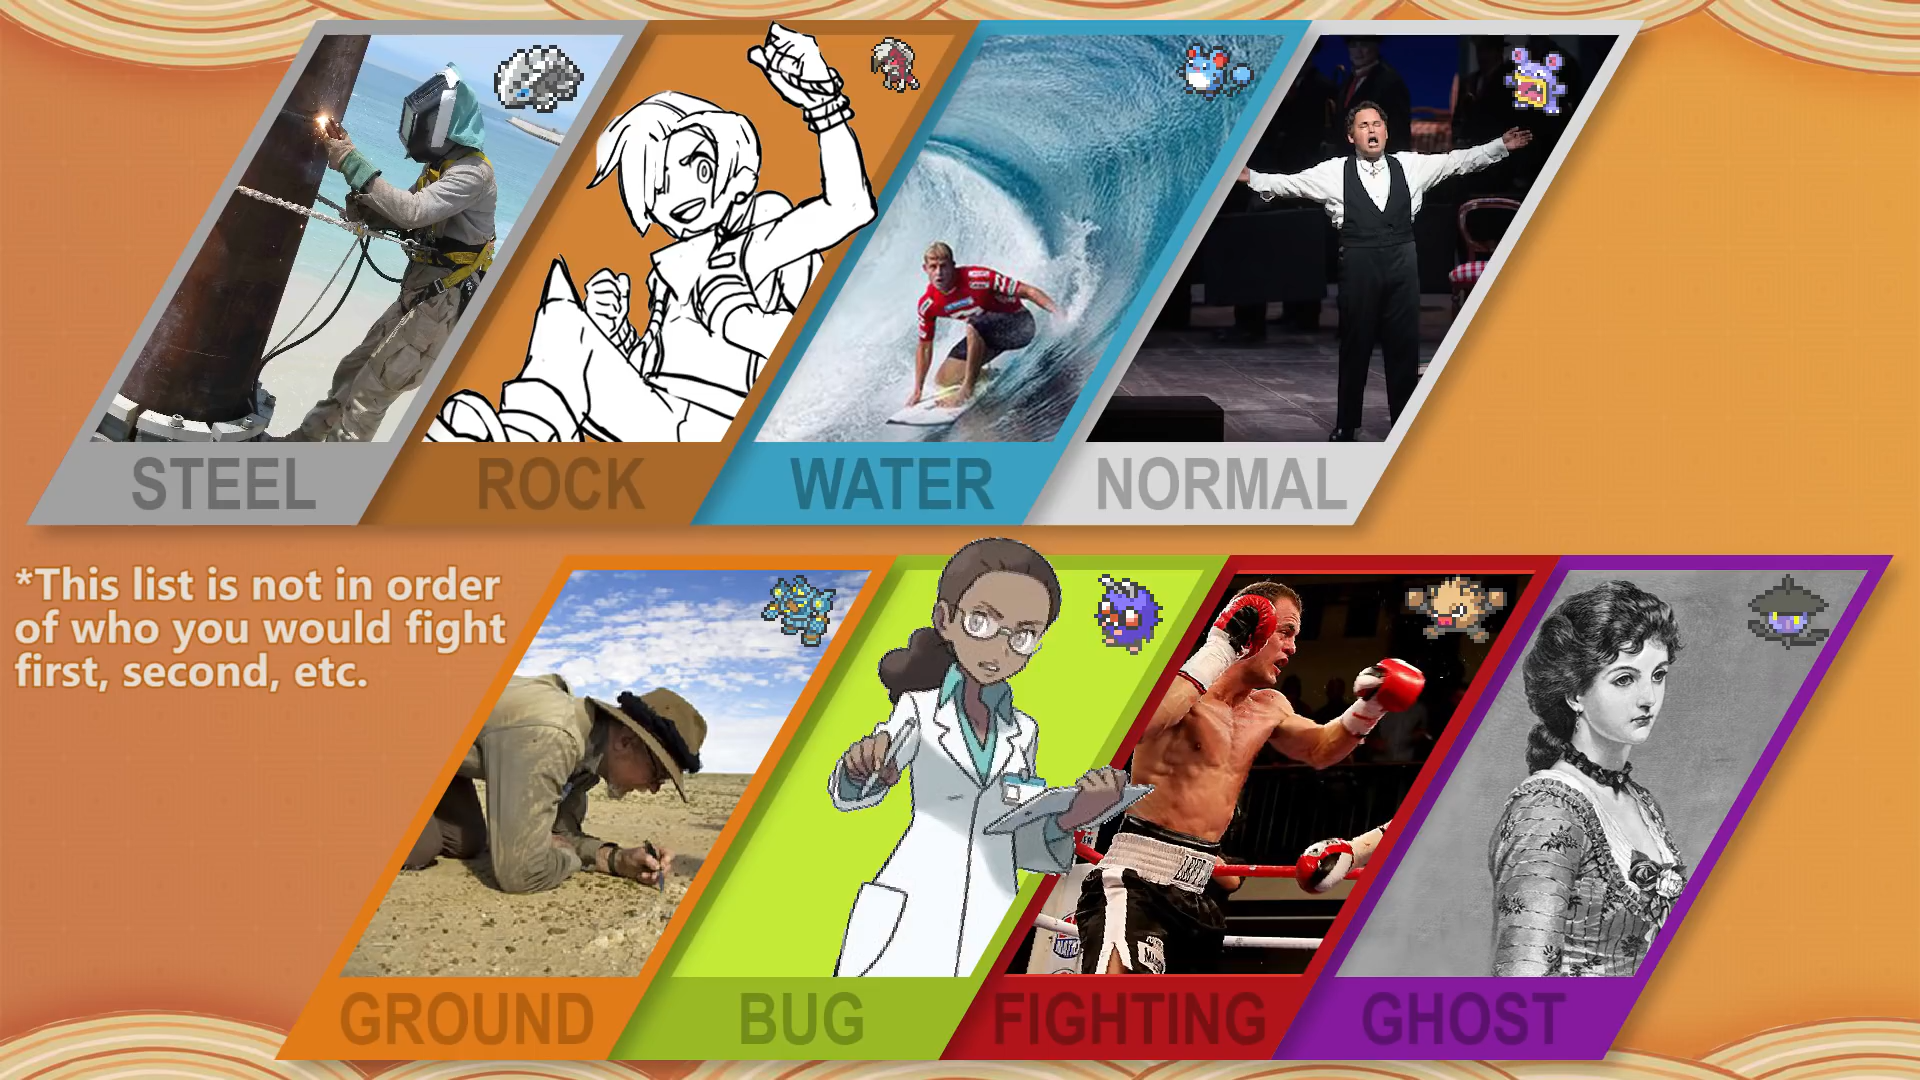 STEEL
ROCK
WATER
NORMAL
*This list is not in order
of who you would fight
first, second, etc.
GROUND
BUG
FIGHTING
GHOST